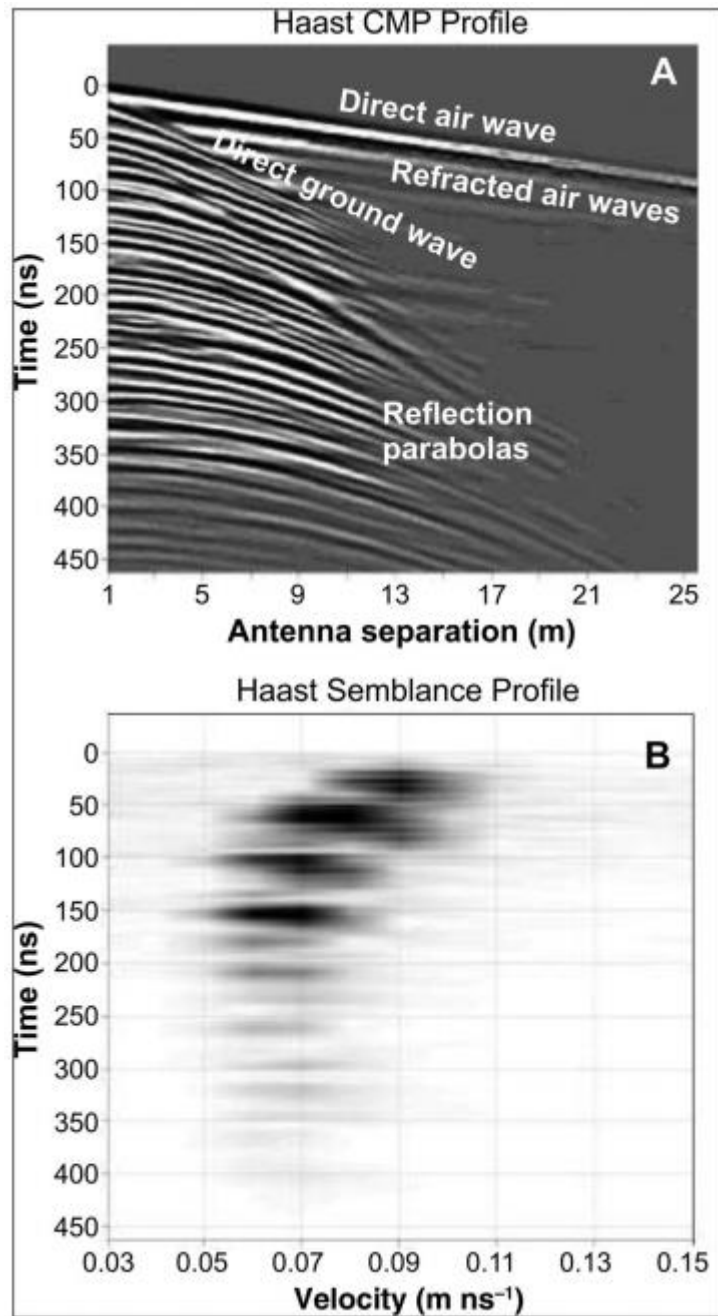 Haast CMP Profile
A
0
50
100
150
200
250
300
350
400
450
Time (ns)
Direct air wave
Refracted air waves
Direct ground wave
Reflection
parabolas
1 5 9 13 17 21 25
Antenna separation (m)
Haast Semblance Profile
B
0
50
100
150
200
250
300
350
400
450
Time (ns)
0.03 0.05 0.07 0.09 0.11 0.13 0.15
Velocity (m ns⁻¹)